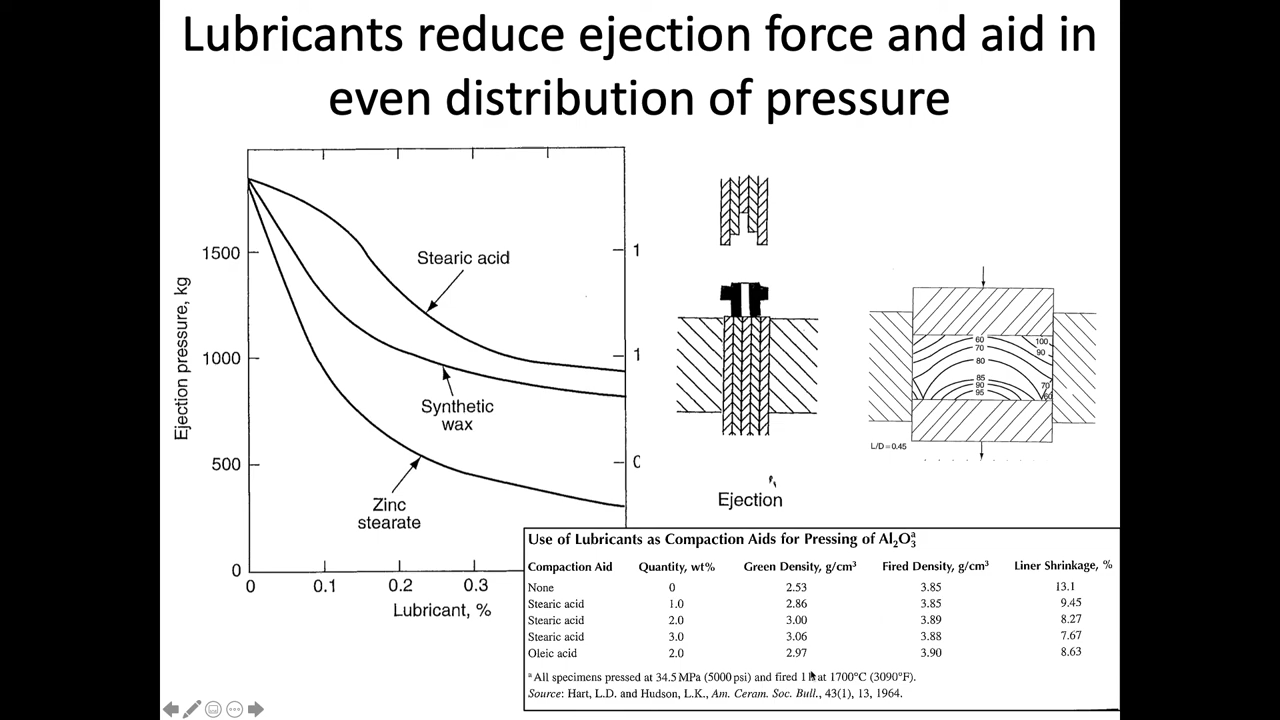 Lubricants reduce ejection force and aid in
even distribution of pressure
Ejection pressure, kg
1500
1000
500
0
0
0.1
0.2
0.3
Lubricant, %
Stearic acid
Synthetic
wax
Zinc
stearate
1
1
Ejection
60
70
80
85
90
95
100
90
70
60
L/D=0.45
Use of Lubricants as Compaction Aids for Pressing of Al₂O₃ᵃ
Compaction Aid Quantity, wt% Green Density, g/cm³ Fired Density, g/cm³ Liner Shrinkage, %
None 0 2.53 3.85 13.1
Stearic acid 1.0 2.86 3.85 9.45
Stearic acid 2.0 3.00 3.89 8.27
Stearic acid 3.0 3.06 3.88 7.67
Oleic acid 2.0 2.97 3.90 8.63
ᵃ All specimens pressed at 34.5 MPa (5000 psi) and fired 1 h at 1700°C (3090°F).
Source: Hart, L.D. and Hudson, L.K., Am. Ceram. Soc. Bull., 43(1), 13, 1964.